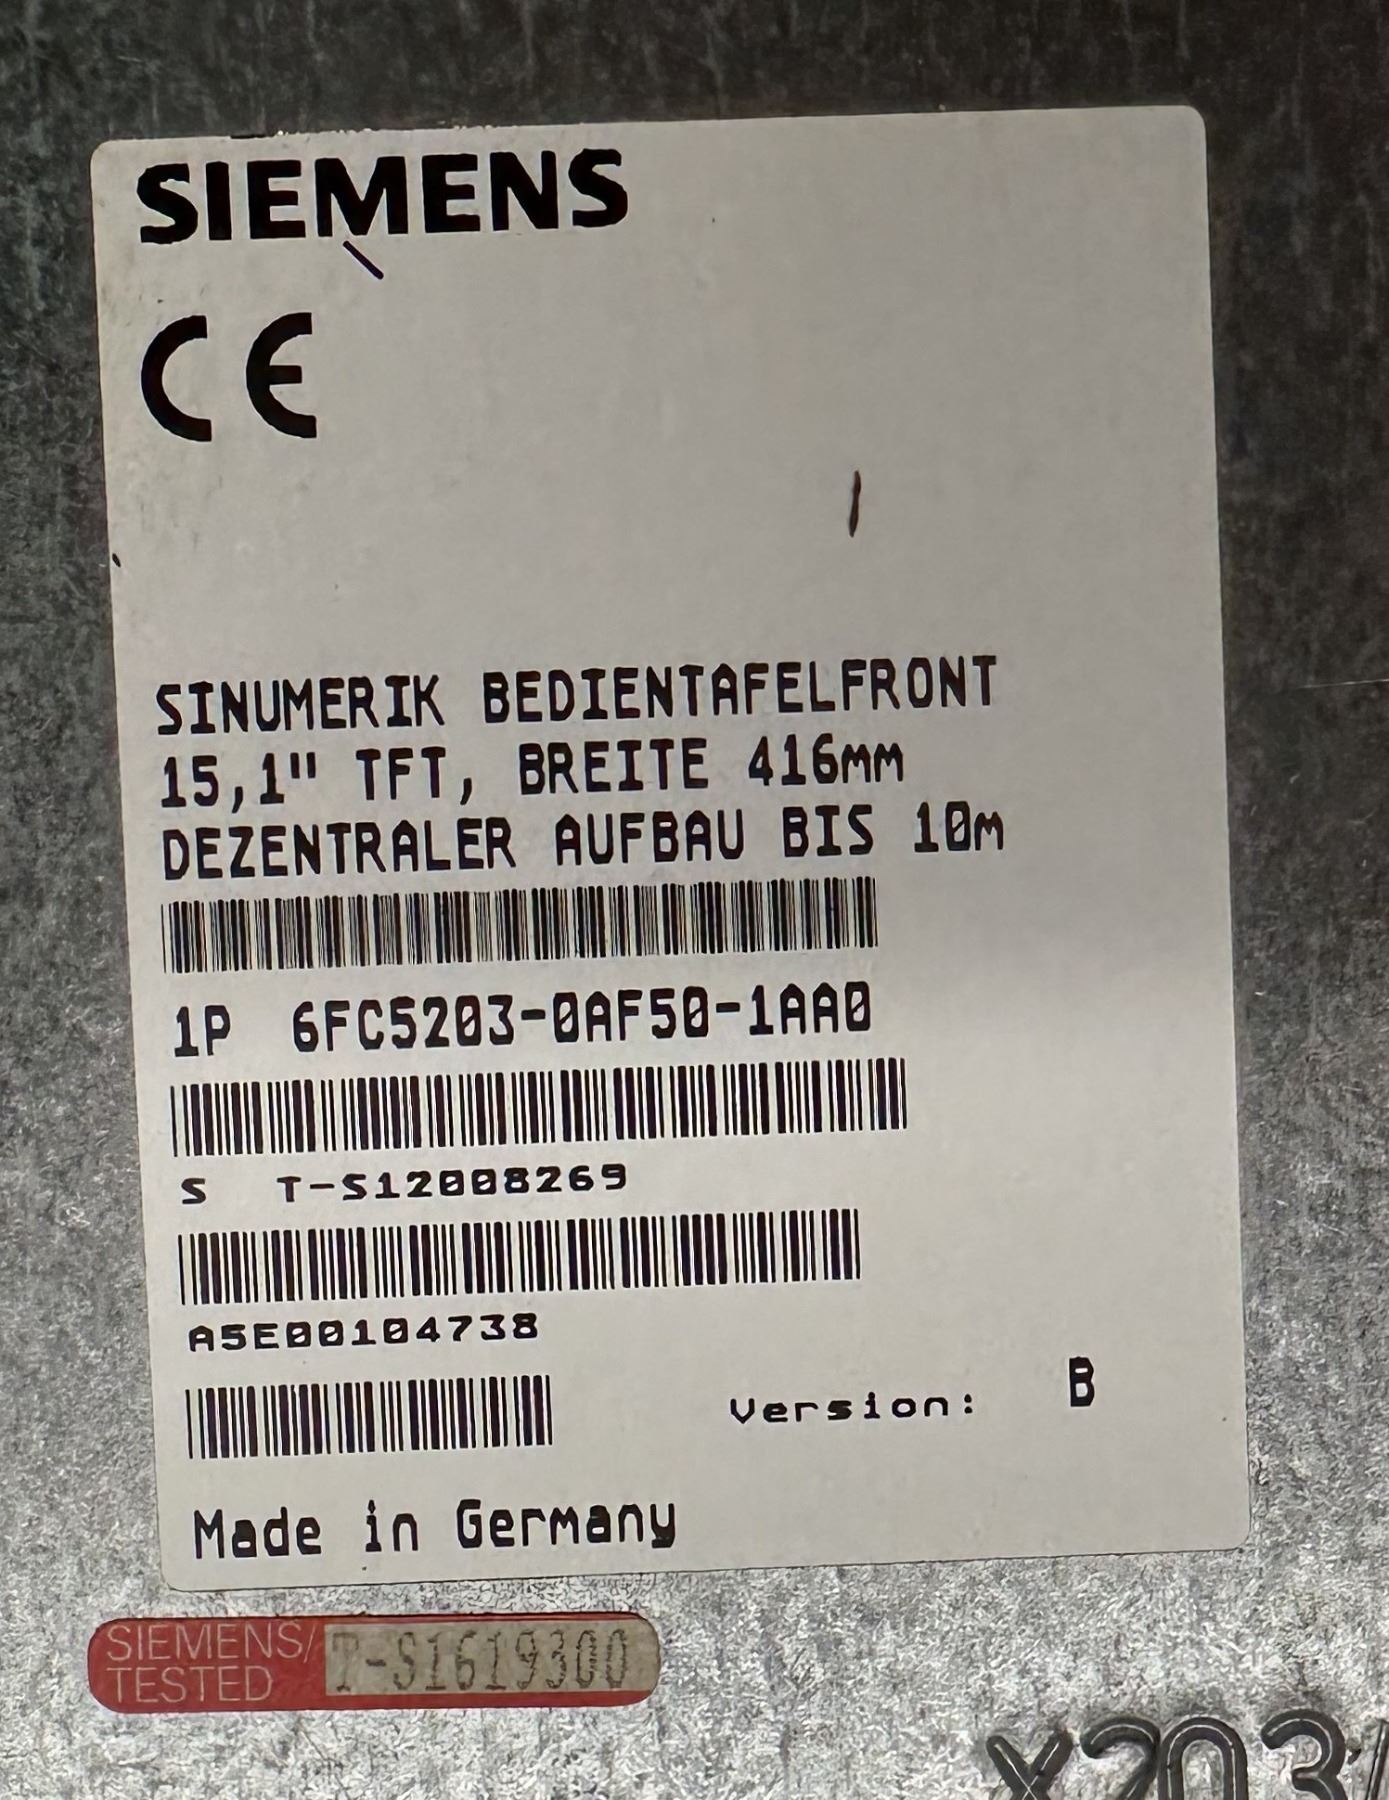 SIEMENS
CE
SINUMERIK BEDIENTAFELFRONT
15,1" TFT, BREITE 416mm
DEZENTRALER AUFBAU BIS 10m
1P 6FC5203-0AF50-1AA0
S T-S12008269
A5E00104738
Version: B
Made in Germany
SIEMENS/
TESTED
T-S1619300
X203/